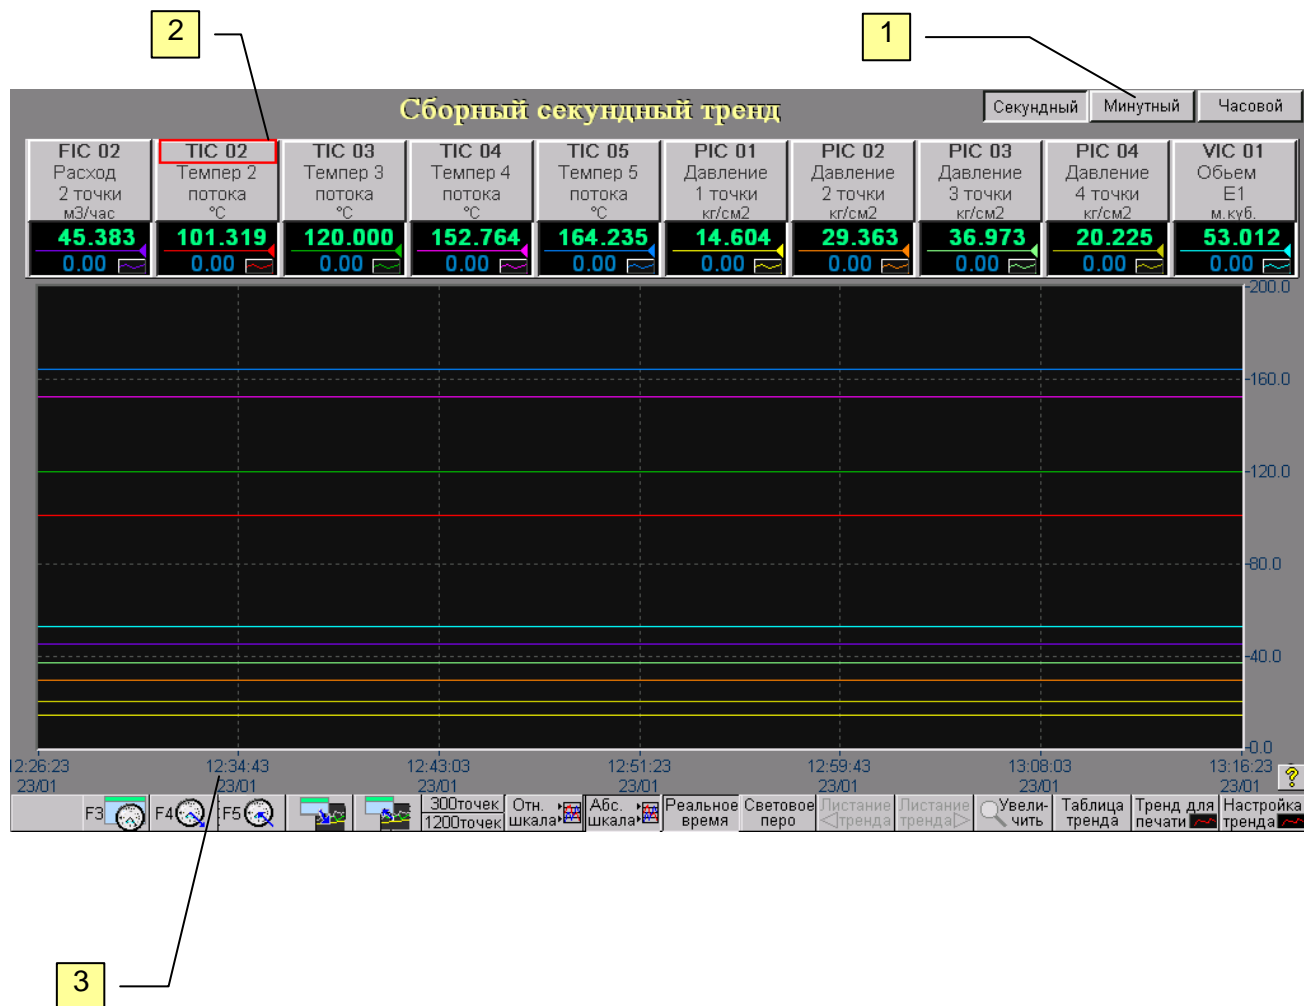 2
1
Сборный секундный тренд
Секундный Минутный Часовой
FIC 02 TIC 02 TIC 03 TIC 04 TIC 05 PIC 01 PIC 02 PIC 03 PIC 04 VIC 01
Расход Темпер 2 Темпер 3 Темпер 4 Темпер 5 Давление Давление Давление Давление Обьем
2 точки потока потока потока потока 1 точки 2 точки 3 точки 4 точки E1
м3/час °C °C °C °C кг/см2 кг/см2 кг/см2 кг/см2 м.куб.
45.383 101.319 120.000 152.764 164.235 14.604 29.363 36.973 20.225 53.012
0.00 0.00 0.00 0.00 0.00 0.00 0.00 0.00 0.00 0.00
200.0
160.0
120.0
80.0
40.0
0.0
12:26:23 12:34:43 12:43:03 12:51:23 12:59:43 13:08:03 13:16:23
23/01 23/01 23/01 23/01 23/01 23/01 23/01
?
F3 F4 F5
300точек Отн. Абс. Реальное Световое Листание Листание Увели- Таблица Тренд для Настройка
1200точек шкала шкала время перо тренда тренда чить тренда печати тренда
3